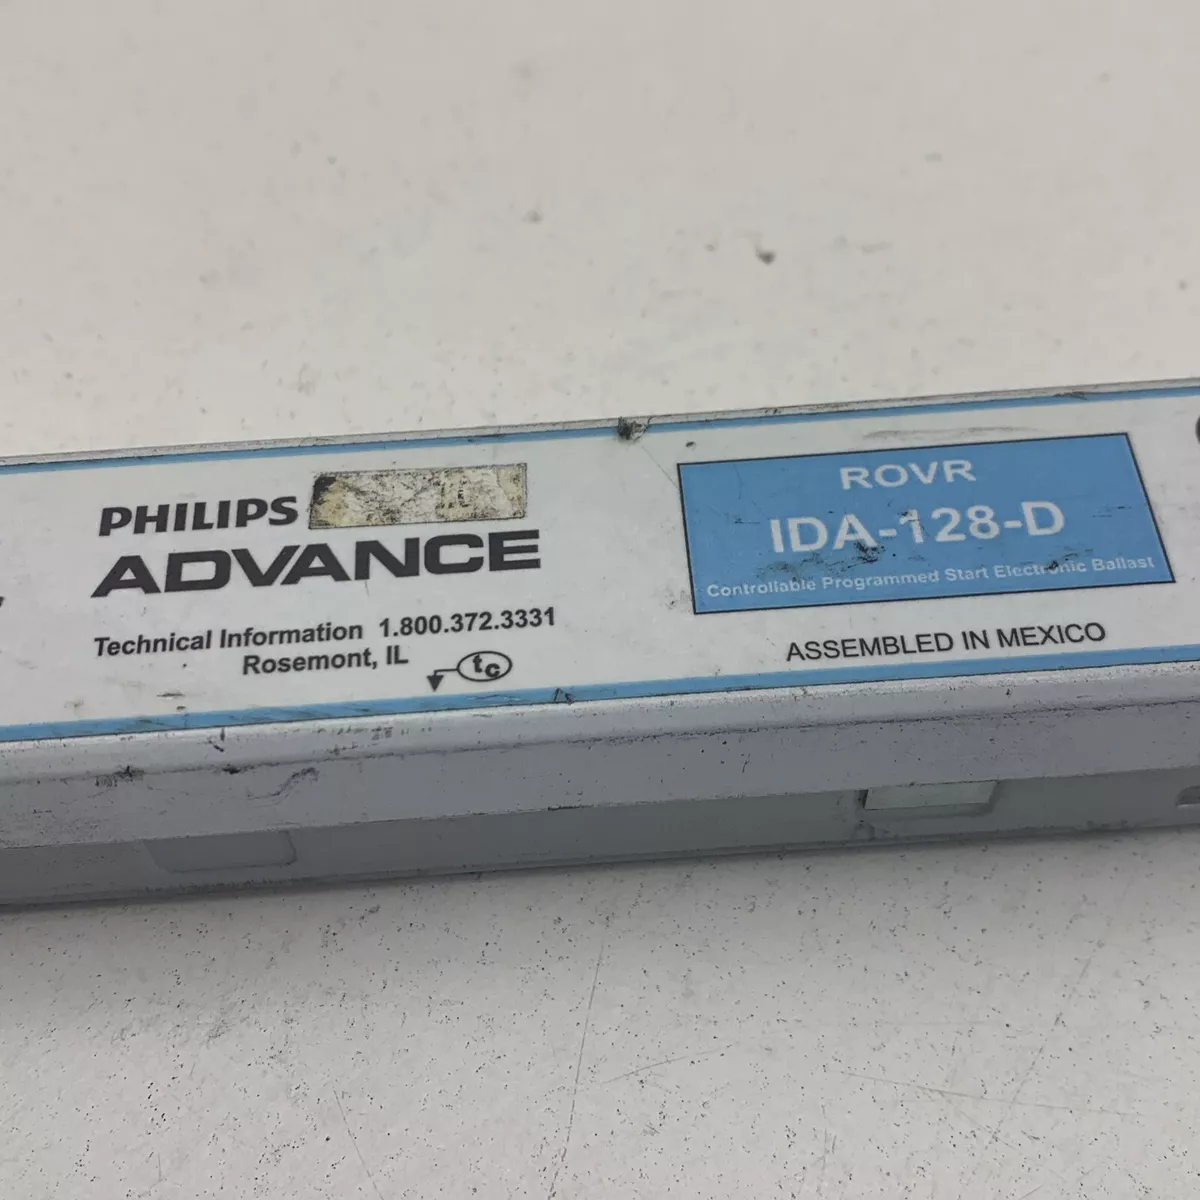 PHILIPS
ADVANCE
Technical Information 1.800.372.3331
Rosemont, IL
tc
ROVR
IDA-128-D
Controllable Programmed Start Electronic Ballast
ASSEMBLED IN MEXICO